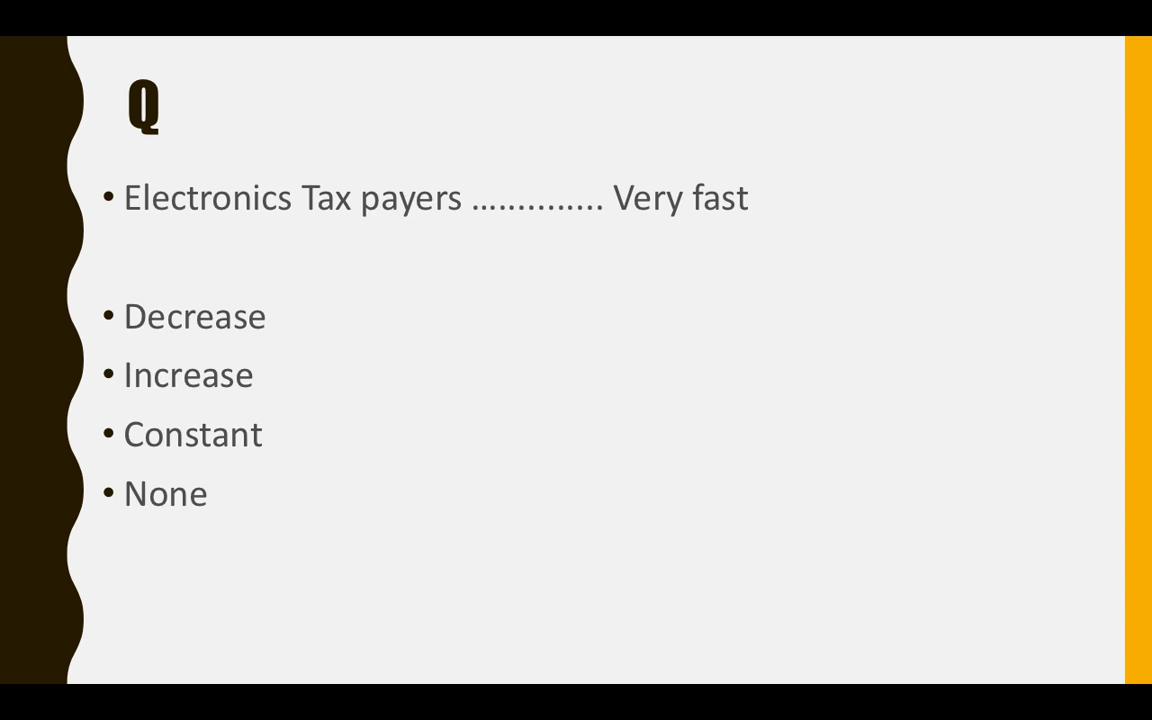 Q
• Electronics Tax payers .............. Very fast
• Decrease
• Increase
• Constant
• None